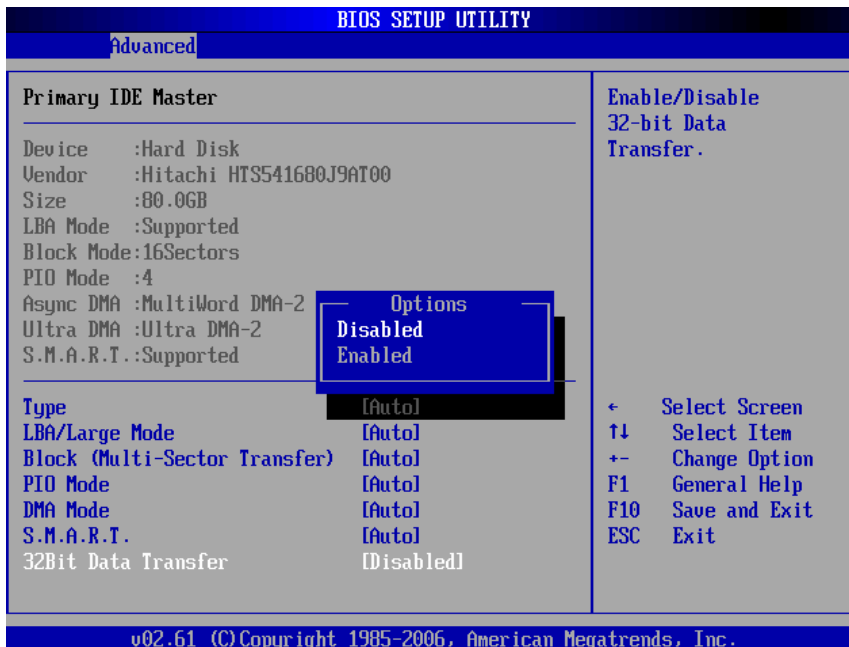 BIOS SETUP UTILITY
Advanced
Primary IDE Master
Device :Hard Disk
Vendor :Hitachi HTS541680J9AT00
Size :80.0GB
LBA Mode :Supported
Block Mode:16Sectors
PIO Mode :4
Async DMA :MultiWord DMA-2
Ultra DMA :Ultra DMA-2
S.M.A.R.T.:Supported
Options
Disabled
Enabled
Type [Auto]
LBA/Large Mode [Auto]
Block (Multi-Sector Transfer) [Auto]
PIO Mode [Auto]
DMA Mode [Auto]
S.M.A.R.T. [Auto]
32Bit Data Transfer [Disabled]
Enable/Disable
32-bit Data
Transfer.
← Select Screen
↑↓ Select Item
+- Change Option
F1 General Help
F10 Save and Exit
ESC Exit
v02.61 (C)Copyright 1985-2006, American Megatrends, Inc.